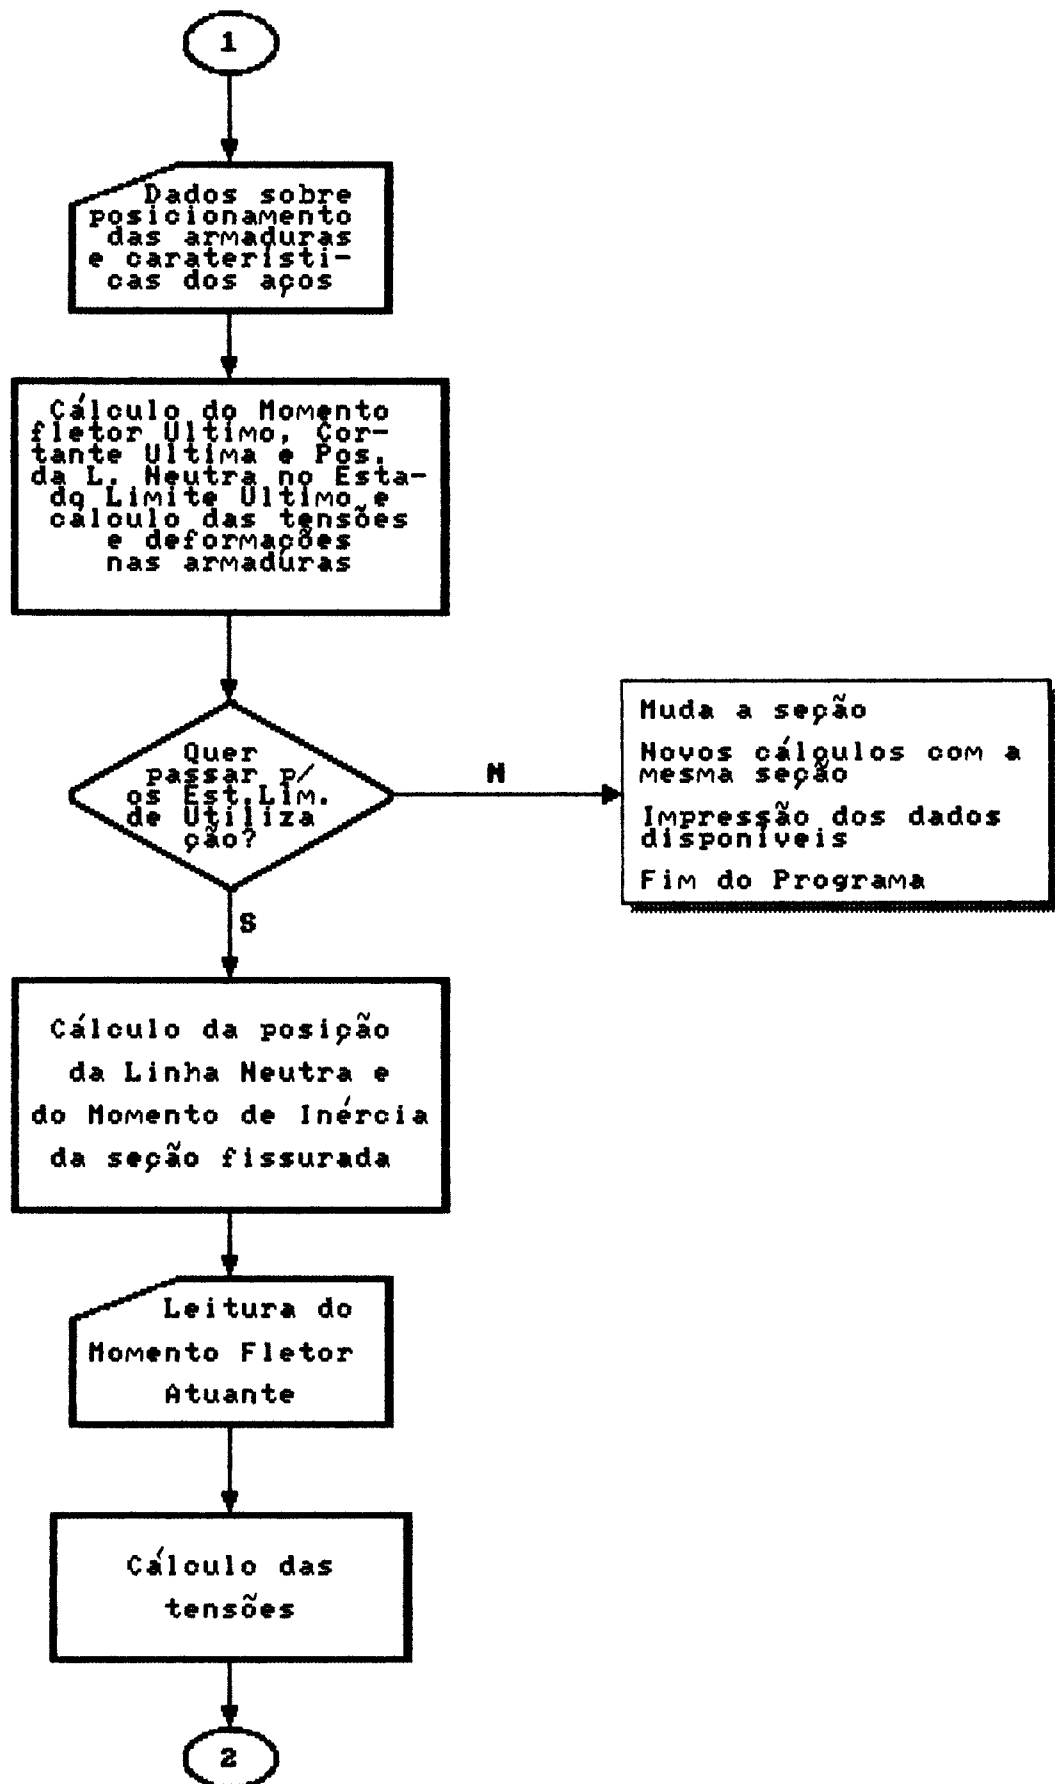 1
Dados sobre
posicionamento
das armaduras
e caraterísti-
cas dos aços
Cálculo do Momento
fletor Ultimo, Cor-
tante Ultima e Pos.
da L. Neutra no Esta-
do Limite Ultimo e
cálculo das tensões
e deformações
nas armaduras
Quer
passar p/
os Est.Lim.
de Utiliza
ção?
N
Muda a seção
Novos cálculos com a
mesma seção
Impressão dos dados
disponíveis
Fim do Programa
S
Cálculo da posição
da Linha Neutra e
do Momento de Inércia
da seção fissurada
Leitura do
Momento Fletor
Atuante
Cálculo das
tensões
2